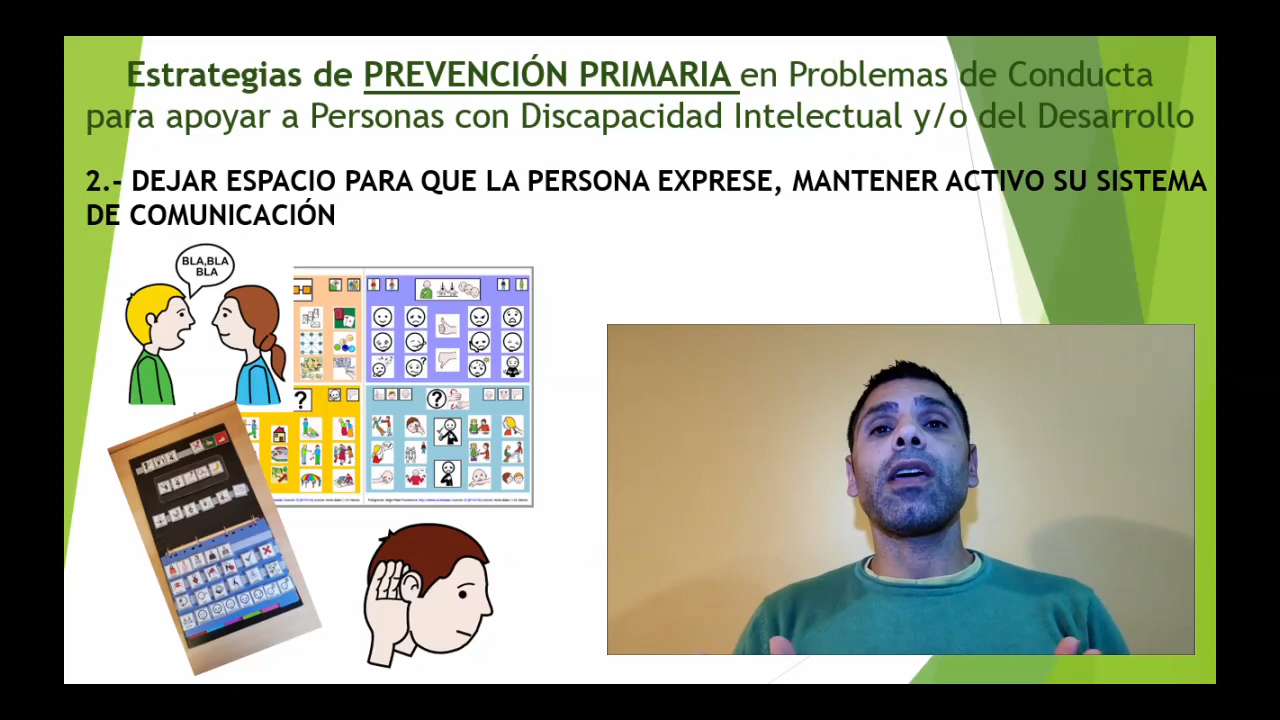 Estrategias de PREVENCIÓN PRIMARIA en Problemas de Conducta
para apoyar a Personas con Discapacidad Intelectual y/o del Desarrollo
2.- DEJAR ESPACIO PARA QUE LA PERSONA EXPRESE, MANTENER ACTIVO SU SISTEMA
DE COMUNICACIÓN
BLA,BLA
BLA
?
?
?